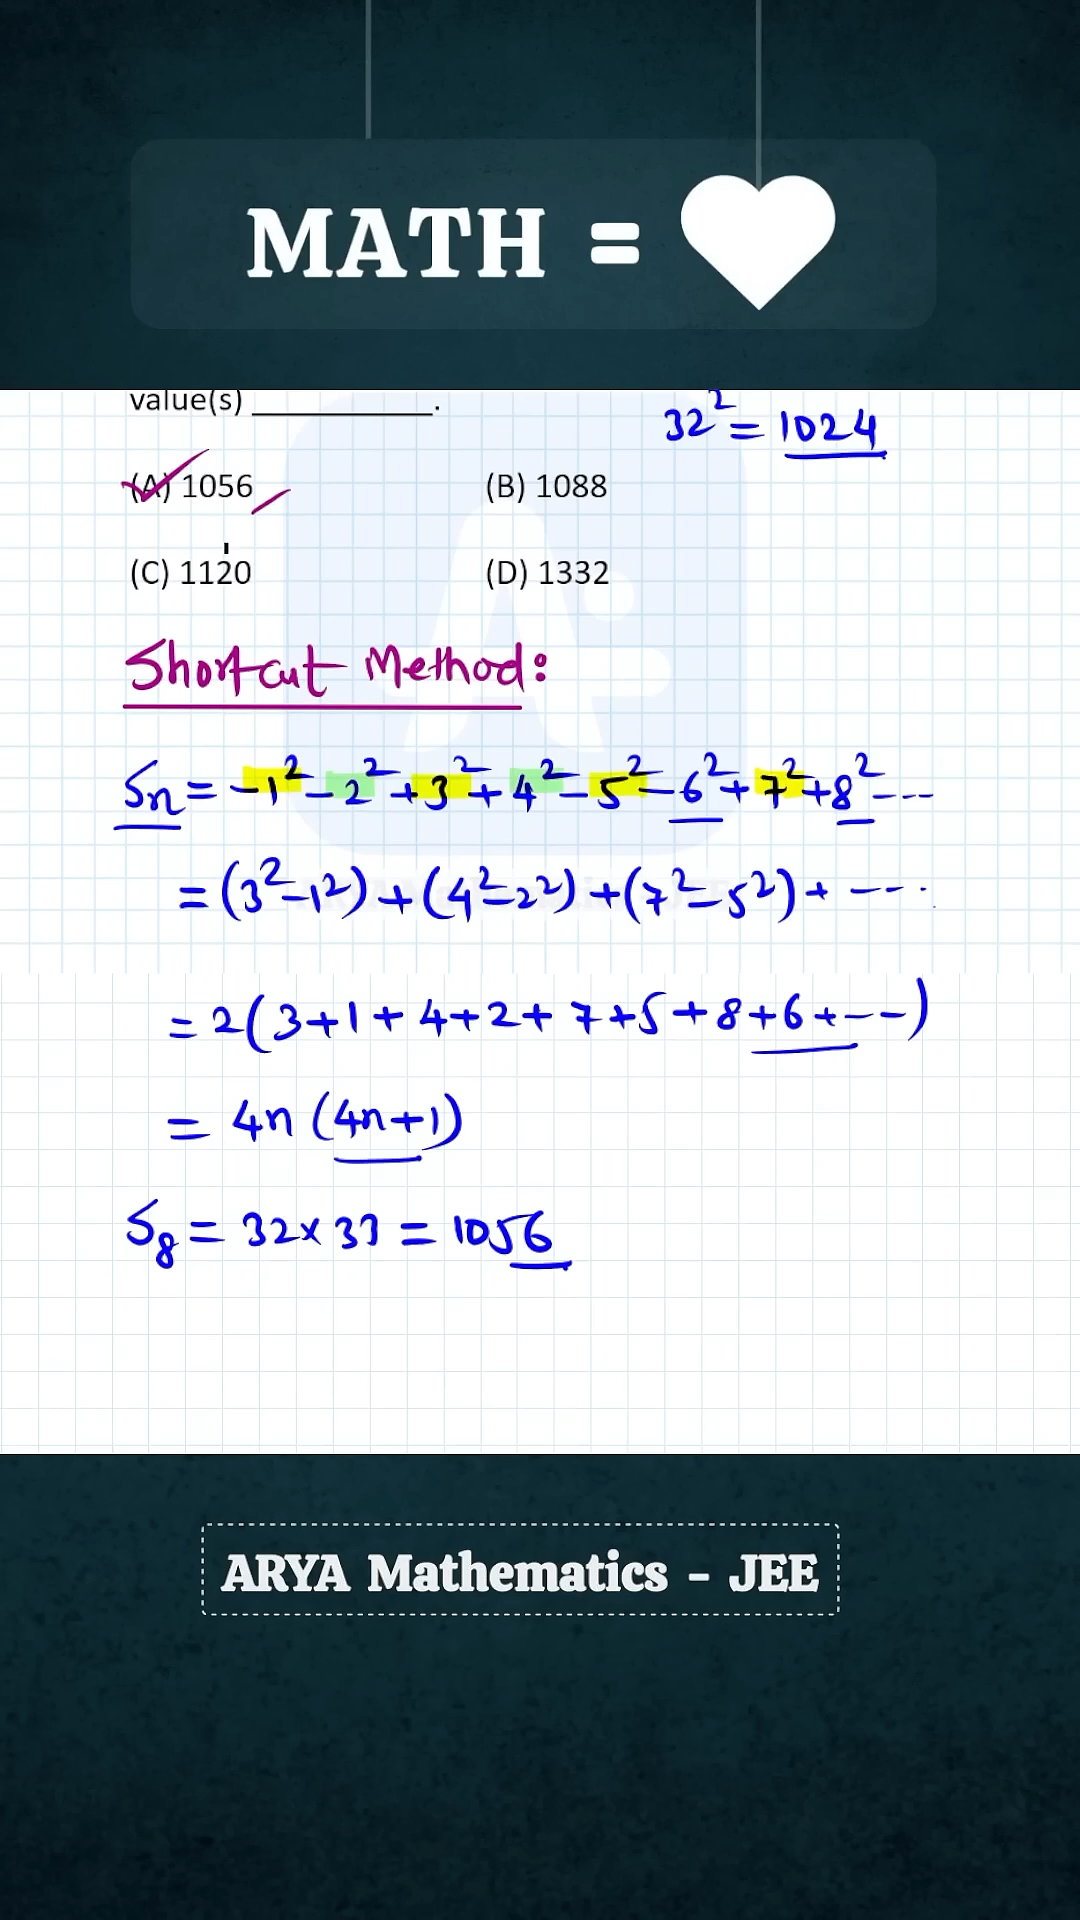 MATH =
value(s) ___________.
32² = 1024
(A) 1056
(B) 1088
(C) 1120
(D) 1332
Shortcut Method:
Sn = -1² - 2² + 3² + 4² - 5² - 6² + 7² + 8² ---
= (3² - 1²) + (4² - 2²) + (7² - 5²) + ----
= 2(3+1+4+2+7+5+8+6+--)
= 4n (4n+1)
S8 = 32 × 33 = 1056
ARYA Mathematics - JEE